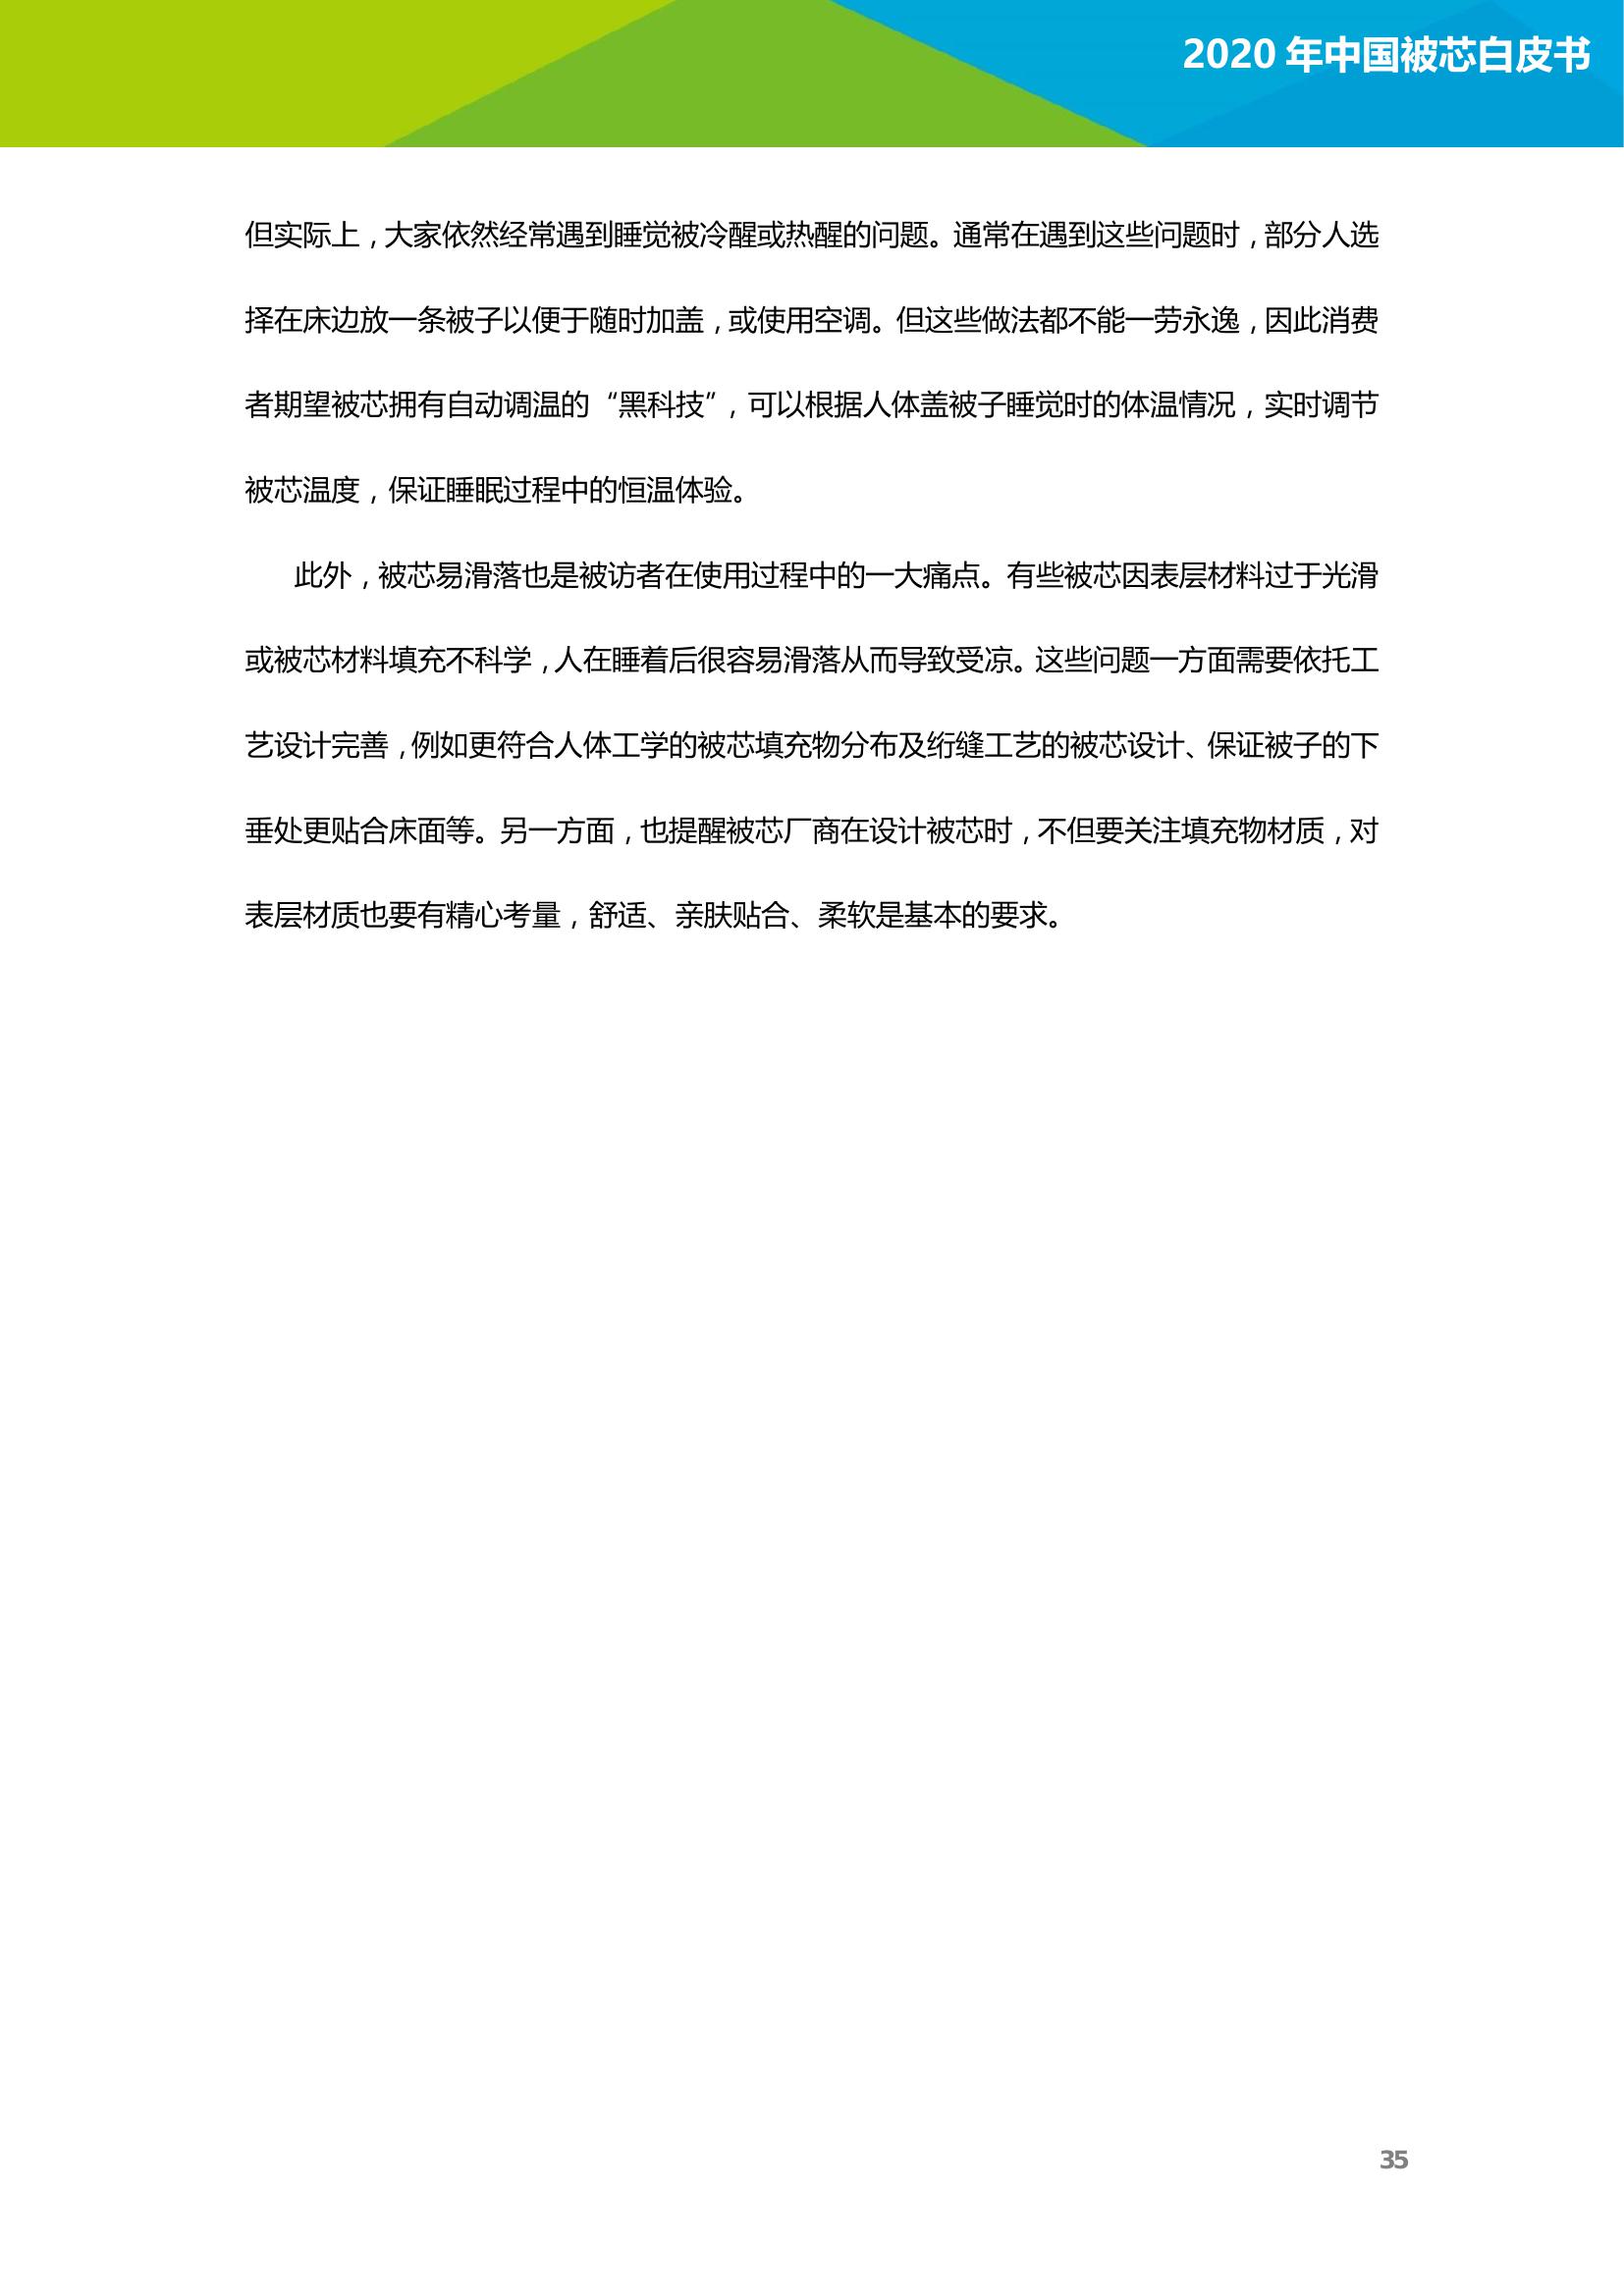 2020 年中国被芯白皮书
但实际上，大家依然经常遇到睡觉被冷醒或热醒的问题。通常在遇到这些问题时，部分人选
择在床边放一条被子以便于随时加盖，或使用空调。但这些做法都不能一劳永逸，因此消费
者期望被芯拥有自动调温的“黑科技”，可以根据人体盖被子睡觉时的体温情况，实时调节
被芯温度，保证睡眠过程中的恒温体验。
此外，被芯易滑落也是被访者在使用过程中的一大痛点。有些被芯因表层材料过于光滑
或被芯材料填充不科学，人在睡着后很容易滑落从而导致受凉。这些问题一方面需要依托工
艺设计完善，例如更符合人体工学的被芯填充物分布及绗缝工艺的被芯设计、保证被子的下
垂处更贴合床面等。另一方面，也提醒被芯厂商在设计被芯时，不但要关注填充物材质，对
表层材质也要有精心考量，舒适、亲肤贴合、柔软是基本的要求。
35